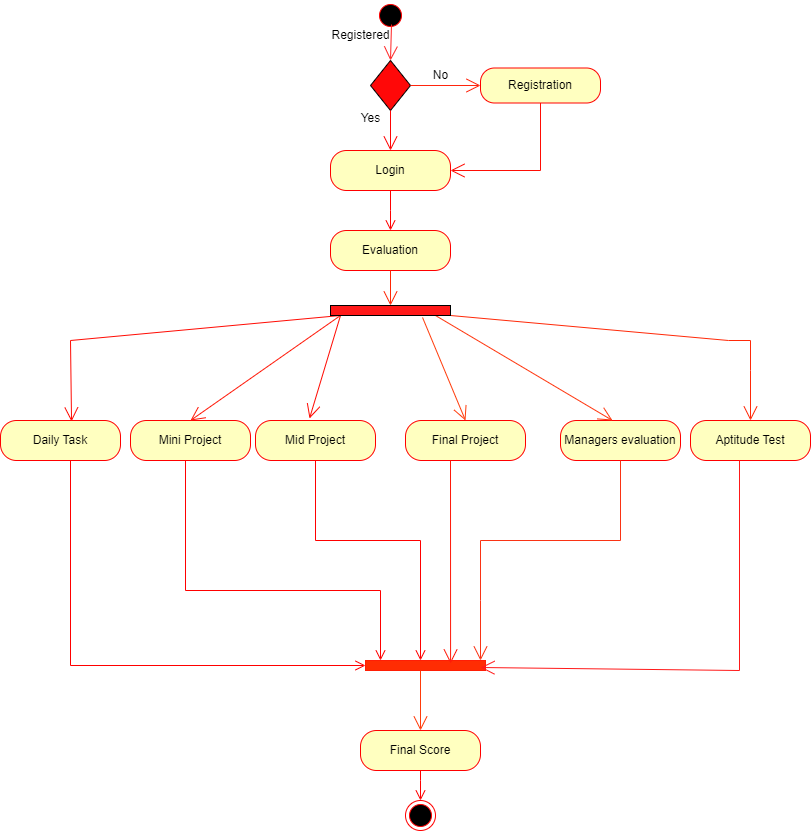 Registered
No
Registration
Yes
Login
Evaluation
Daily Task
Mini Project
Mid Project
Final Project
Managers evaluation
Aptitude Test
Final Score